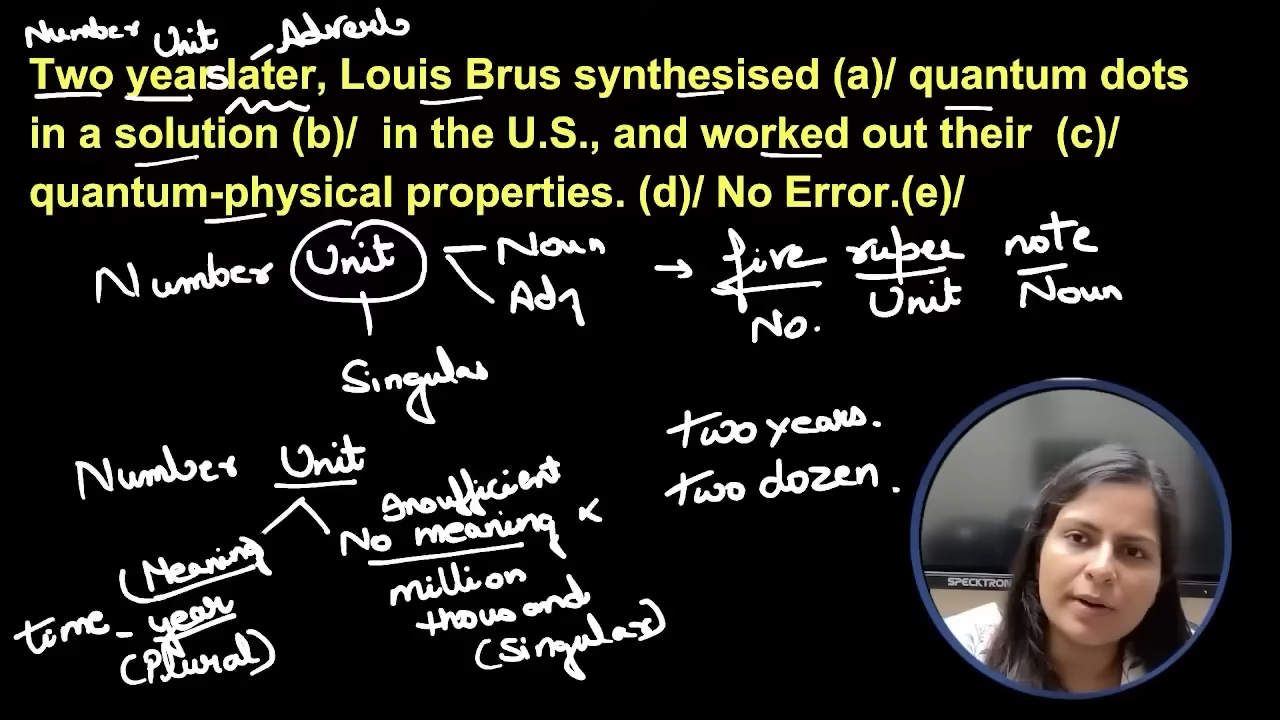 Number Unit Adverb
Two years later, Louis Brus synthesised (a)/ quantum dots
in a solution (b)/ in the U.S., and worked out their (c)/
quantum-physical properties. (d)/ No Error.(e)/
Number Unit Noun
Adj
→ five rupee note
No. Unit Noun
Singular
two years.
two dozen.
Number Unit
Meaning
time - year
(Plural)
Insufficient
No meaning ×
million
thousand
(Singular)
SPECKTRON